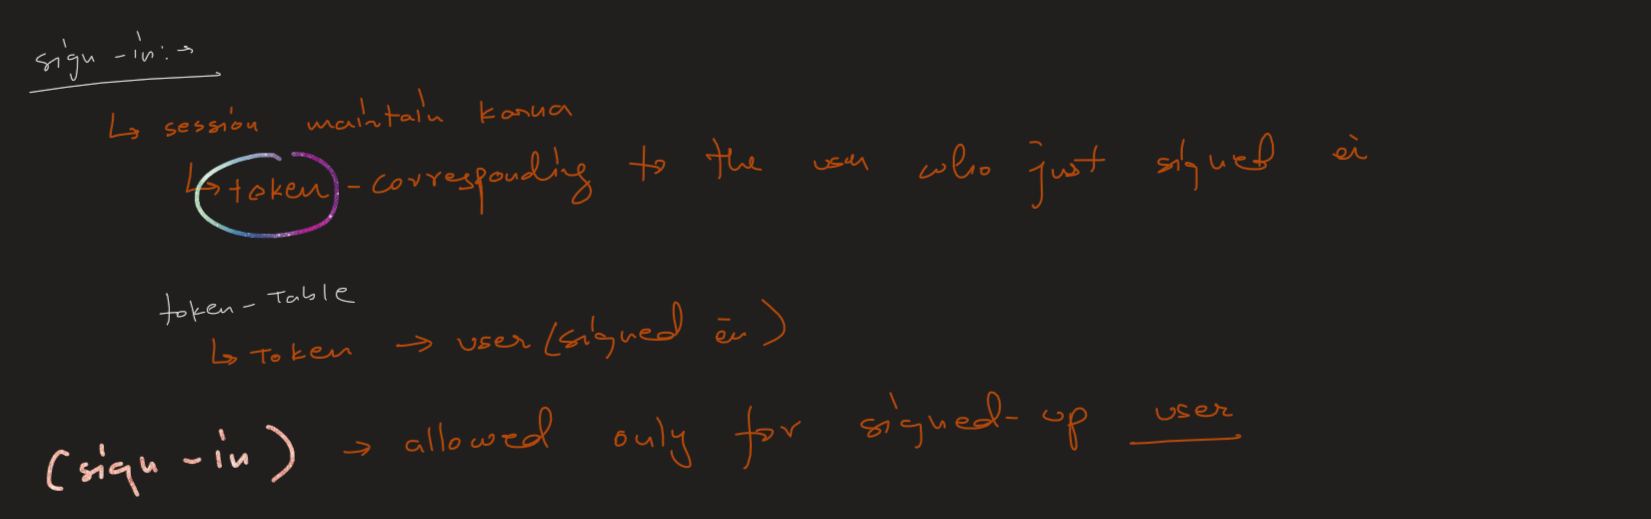 sign-in:→
↳ session maintain karna
↳ token - corresponding to the user who just signed in
token-Table
↳ Token → user (signed in)
(sign-in) → allowed only for signed-up user